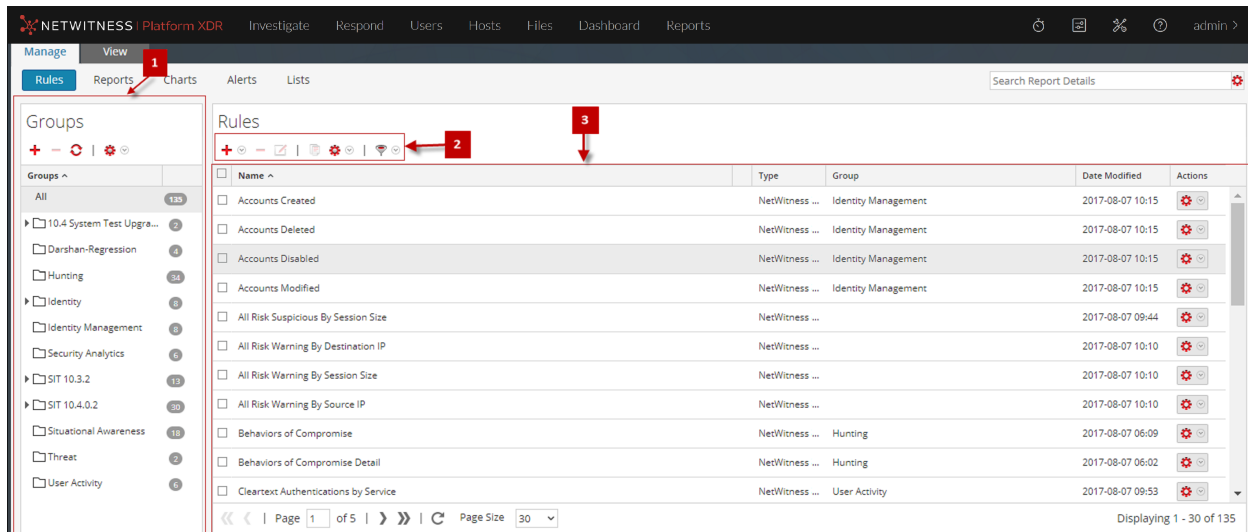 NETWITNESS | Platform XDR Investigate Respond Users Hosts Files Dashboard Reports admin >
Manage View
1
Rules Reports Charts Alerts Lists Search Report Details
Groups
Rules
3
2
Groups
Name Type Group Date Modified Actions
All 135
Accounts Created NetWitness ... Identity Management 2017-08-07 10:15
10.4 System Test Upgra... 2
Accounts Deleted NetWitness ... Identity Management 2017-08-07 10:15
Darshan-Regression 4
Accounts Disabled NetWitness ... Identity Management 2017-08-07 10:15
Hunting 34
Accounts Modified NetWitness ... Identity Management 2017-08-07 10:15
Identity 8
All Risk Suspicious By Session Size NetWitness ... 2017-08-07 09:44
Identity Management 8
All Risk Warning By Destination IP NetWitness ... 2017-08-07 10:10
Security Analytics 6
All Risk Warning By Session Size NetWitness ... 2017-08-07 10:10
SIT 10.3.2 13
All Risk Warning By Source IP NetWitness ... 2017-08-07 10:10
SIT 10.4.0.2 30
Behaviors of Compromise NetWitness ... Hunting 2017-08-07 06:09
Situational Awareness 18
Behaviors of Compromise Detail NetWitness ... Hunting 2017-08-07 06:02
Threat 2
Cleartext Authentications by Service NetWitness ... User Activity 2017-08-07 09:53
User Activity 6
Page 1 of 5 Page Size 30 Displaying 1 - 30 of 135